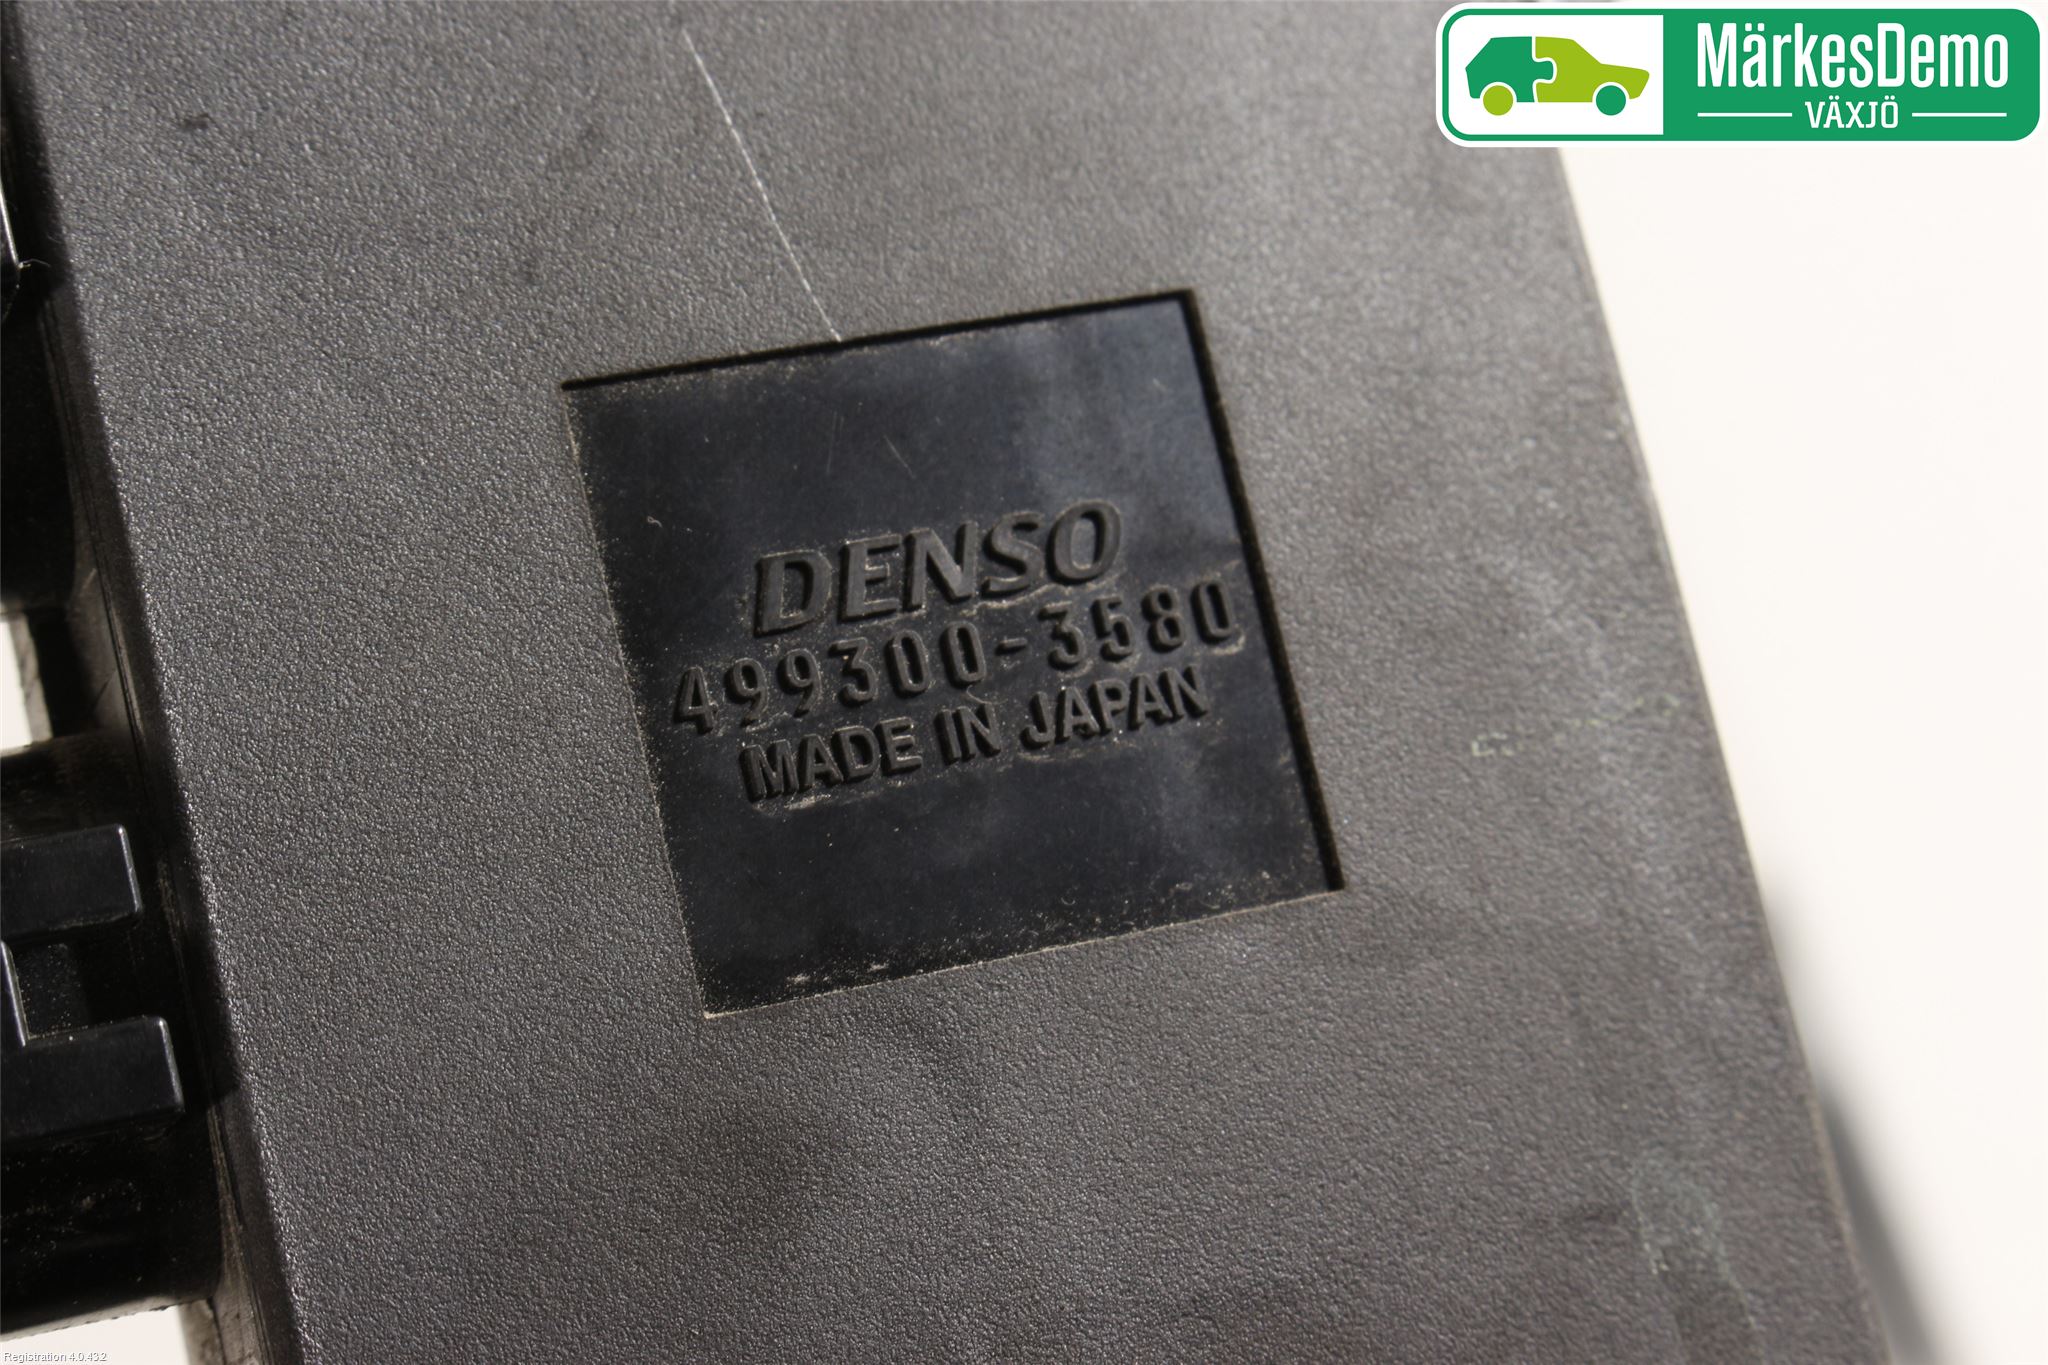 MärkesDemo
VÄXJÖ
DENSO
499300-3580
MADE IN JAPAN
Registration 4.0.432